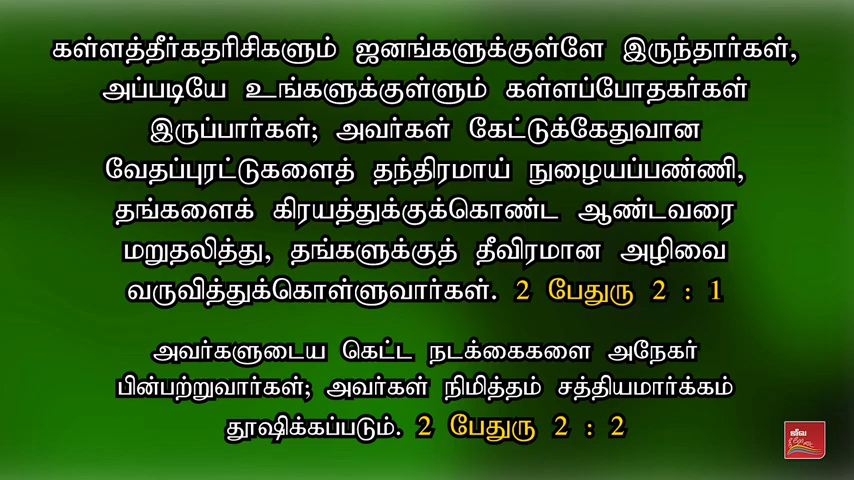 கள்ளத்தீர்கதரிசிகளும் ஜனங்களுக்குள்ளே இருந்தார்கள்,
அப்படியே உங்களுக்குள்ளும் கள்ளப்போதகர்கள்
இருப்பார்கள்; அவர்கள் கேட்டுக்கேதுவான
வேதப்புரட்டுகளைத் தந்திரமாய் நுழையப்பண்ணி,
தங்களைக் கிரயத்துக்குக்கொண்ட ஆண்டவரை
மறுதலித்து, தங்களுக்குத் தீவிரமான அழிவை
வருவித்துக்கொள்ளுவார்கள். 2 பேதுரு 2 : 1
அவர்களுடைய கெட்ட நடக்கைகளை அநேகர்
பின்பற்றுவார்கள்; அவர்கள் நிமித்தம் சத்தியமார்க்கம்
தூஷிக்கப்படும். 2 பேதுரு 2 : 2
ஜீவ